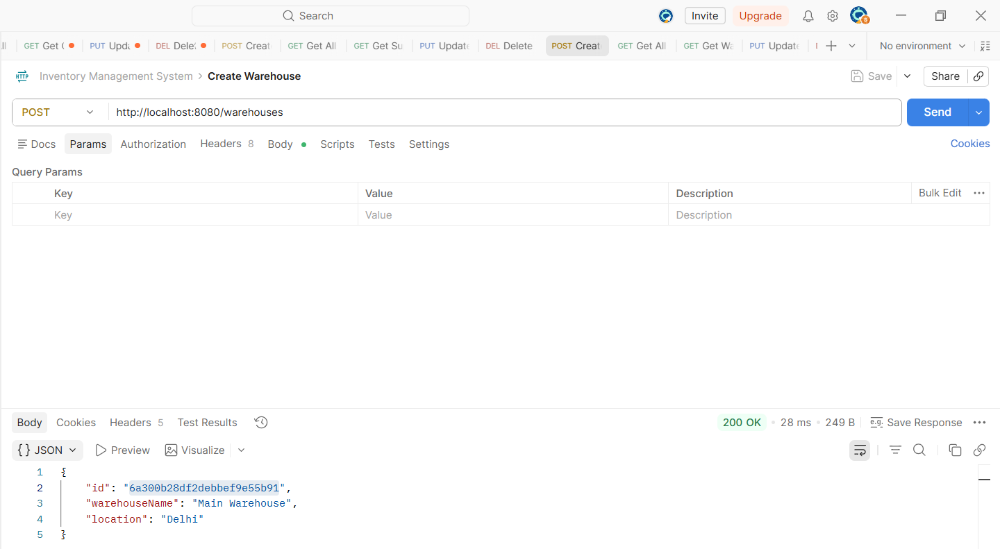 Search
Invite
Upgrade
GET Get
PUT Upda
DEL Dele
POST Creat
GET Get All
GET Get Su
PUT Update
DEL Delete
POST Creat
GET Get All
GET Get Wa
PUT Update
No environment
HTTP Inventory Management System > Create Warehouse
Save
Share
POST
http://localhost:8080/warehouses
Send
Docs
Params
Authorization
Headers 8
Body
Scripts
Tests
Settings
Cookies
Query Params
Key Value Description Bulk Edit
Key Value Description
Body
Cookies
Headers 5
Test Results
200 OK
28 ms
249 B
e.g. Save Response
{ } JSON
Preview
Visualize
1 {
2 "id": "6a300b28df2debbef9e55b91",
3 "warehouseName": "Main Warehouse",
4 "location": "Delhi"
5 }